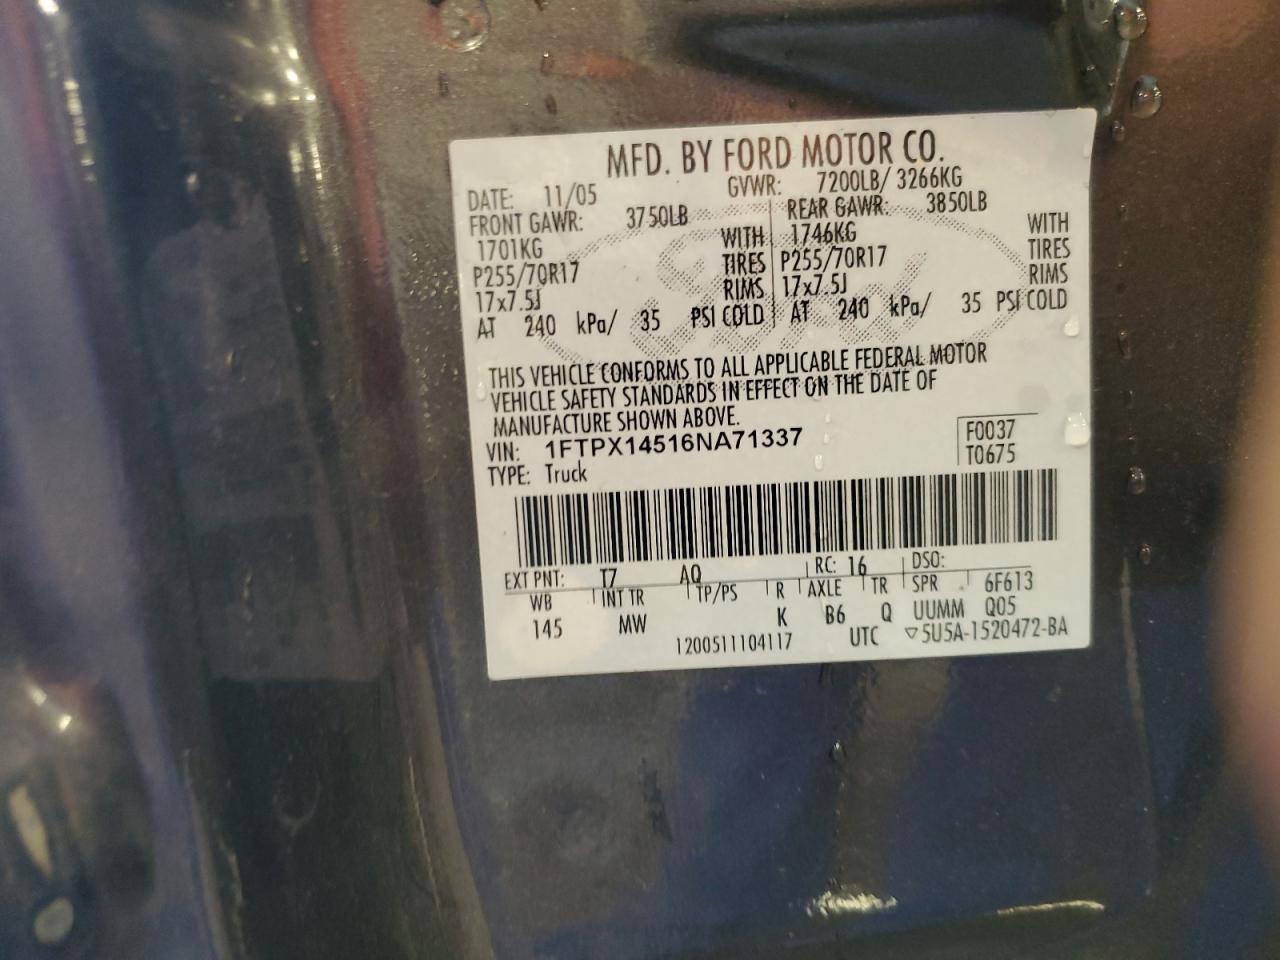 MFD. BY FORD MOTOR CO.
DATE: 11/05 GVWR: 7200LB/ 3266KG
FRONT GAWR: 3750LB REAR GAWR: 3850LB
1701KG WITH 1746KG WITH
P255/70R17 TIRES P255/70R17 TIRES
17x7.5J RIMS 17x7.5J RIMS
AT 240 kPa/ 35 PSI COLD AT 240 kPa/ 35 PSI COLD
THIS VEHICLE CONFORMS TO ALL APPLICABLE FEDERAL MOTOR
VEHICLE SAFETY STANDARDS IN EFFECT ON THE DATE OF
MANUFACTURE SHOWN ABOVE.
VIN: 1FTPX14516NA71337 F0037
TYPE: Truck T0675
EXT PNT: T7 AQ RC: 16 DSO:
WB INT TR TP/PS R AXLE TR SPR 6F613
145 MW K B6 Q UUMM Q05
1200511104117 UTC ▽5U5A-1520472-BA